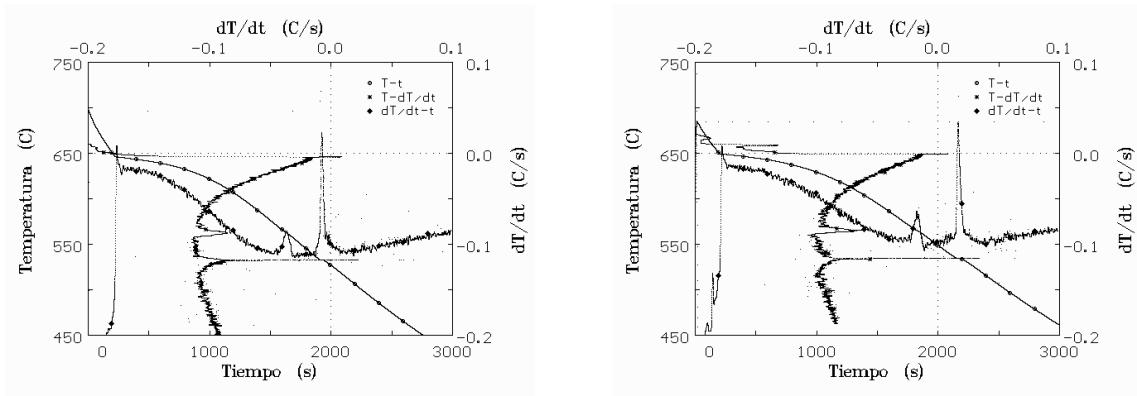 dT/dt (C/s)
-0.2 -0.1 0.0 0.1
750 0.1
T-t
T-dT/dt
dT/dt-t
650 0.0
Temperatura (C)
dT/dt (C/s)
550 -0.1
450 -0.2
0 1000 2000 3000
Tiempo (s)
dT/dt (C/s)
-0.2 -0.1 0.0 0.1
750 0.1
T-t
T-dT/dt
dT/dt-t
650 0.0
Temperatura (C)
dT/dt (C/s)
550 -0.1
450 -0.2
0 1000 2000 3000
Tiempo (s)